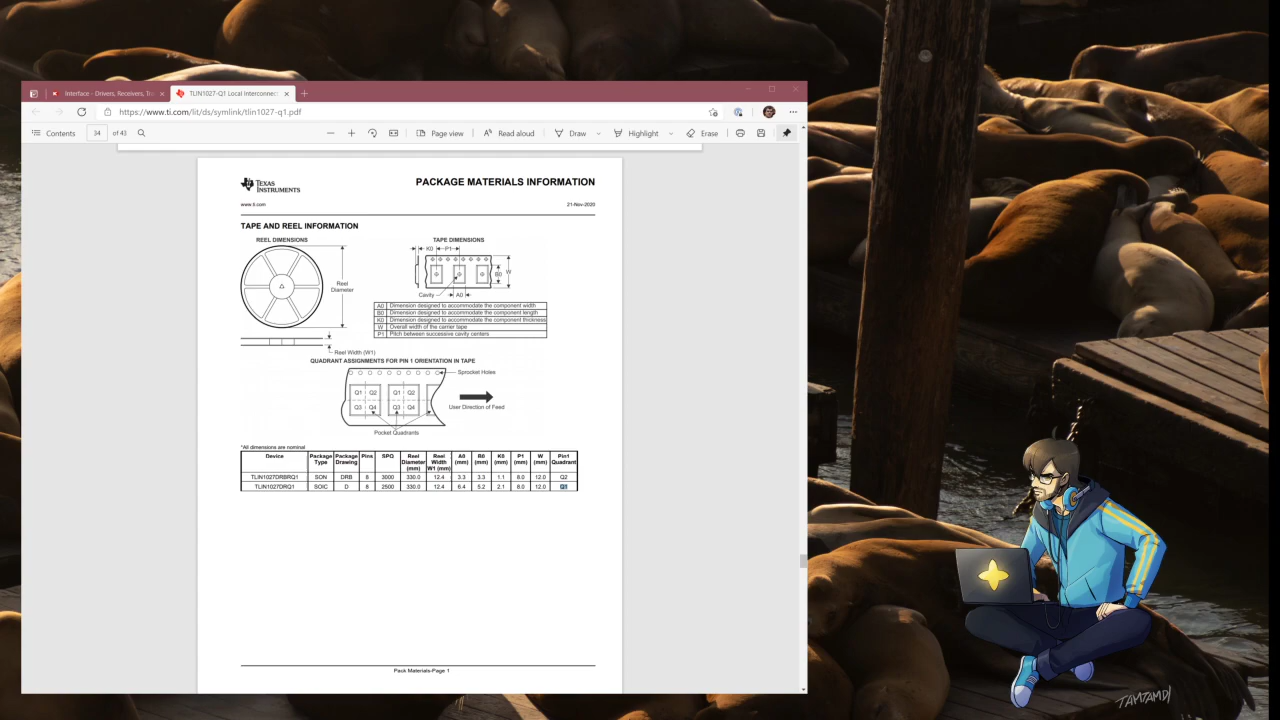 Interface - Drivers, Receivers, Tra
TLIN1027-Q1 Local Interconnec
https://www.ti.com/lit/ds/symlink/tlin1027-q1.pdf
Contents 34 of 43 Page view Read aloud Draw Highlight Erase
TEXAS INSTRUMENTS
PACKAGE MATERIALS INFORMATION
www.ti.com 21-Nov-2020
TAPE AND REEL INFORMATION
REEL DIMENSIONS
Reel Diameter
Reel Width (W1)
TAPE DIMENSIONS
K0 P1
B0 W
Cavity A0
A0 Dimension designed to accommodate the component width
B0 Dimension designed to accommodate the component length
K0 Dimension designed to accommodate the component thickness
W Overall width of the carrier tape
P1 Pitch between successive cavity centers
QUADRANT ASSIGNMENTS FOR PIN 1 ORIENTATION IN TAPE
Sprocket Holes
Q1 Q2 Q1 Q2
Q3 Q4 Q3 Q4
User Direction of Feed
Pocket Quadrants
*All dimensions are nominal
Device Package Type Package Drawing Pins SPQ Reel Diameter (mm) Reel Width W1 (mm) A0 (mm) B0 (mm) K0 (mm) P1 (mm) W (mm) Pin1 Quadrant
TLIN1027DRBRQ1 SON DRB 8 3000 330.0 12.4 3.3 3.3 1.1 8.0 12.0 Q2
TLIN1027DRQ1 SOIC D 8 2500 330.0 12.4 6.4 5.2 2.1 8.0 12.0 Q1
Pack Materials-Page 1
TAMTAMDI